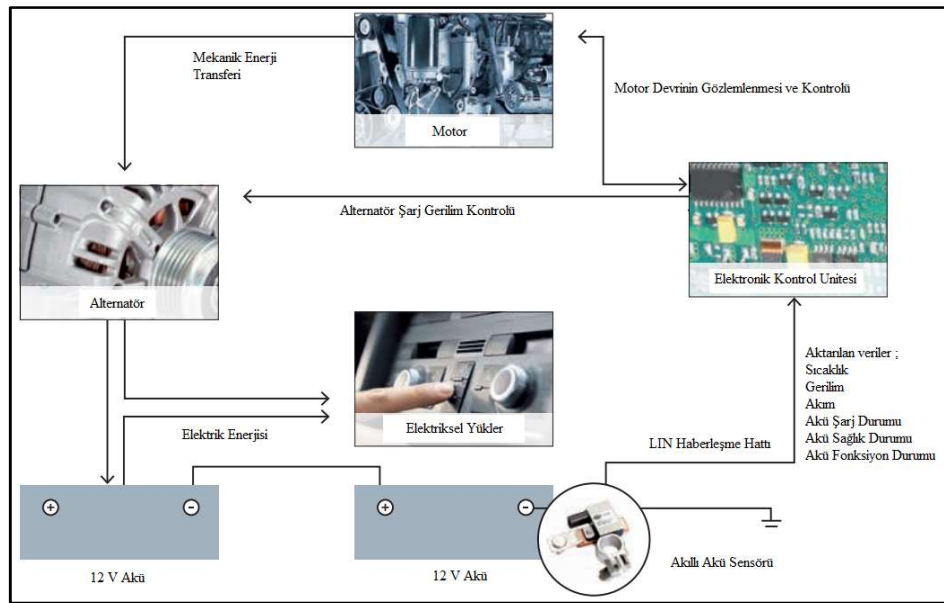 Mekanik Enerji
Transferi
Motor
Motor Devrinin Gözlemlenmesi ve Kontrolü
Alternatör Şarj Gerilim Kontrolü
Alternatör
Elektronik Kontrol Unitesi
Elektriksel Yükler
Elektrik Enerjisi
Aktarılan veriler ;
Sıcaklık
Gerilim
Akım
Akü Şarj Durumu
Akü Sağlık Durumu
Akü Fonksiyon Durumu
LIN Haberleşme Hattı
+ - + -
12 V Akü
12 V Akü
Akıllı Akü Sensörü